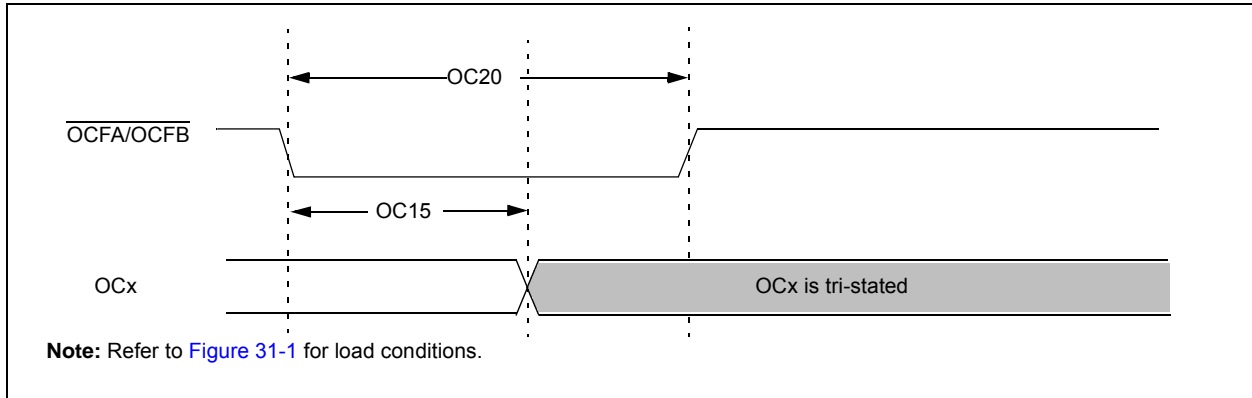 OC20
OCFA/OCFB
OC15
OCx
OCx is tri-stated
Note: Refer to Figure 31-1 for load conditions.